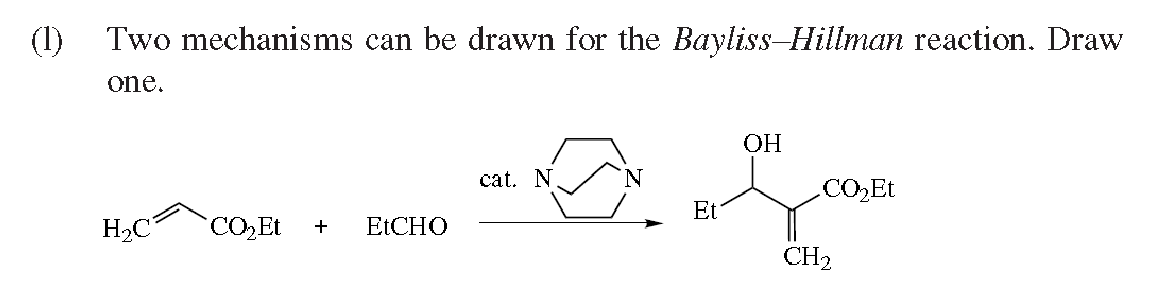 (l) Two mechanisms can be drawn for the Bayliss–Hillman reaction. Draw
one.
OH
cat. N N
CO₂Et
Et
H₂C CO₂Et + EtCHO
CH₂